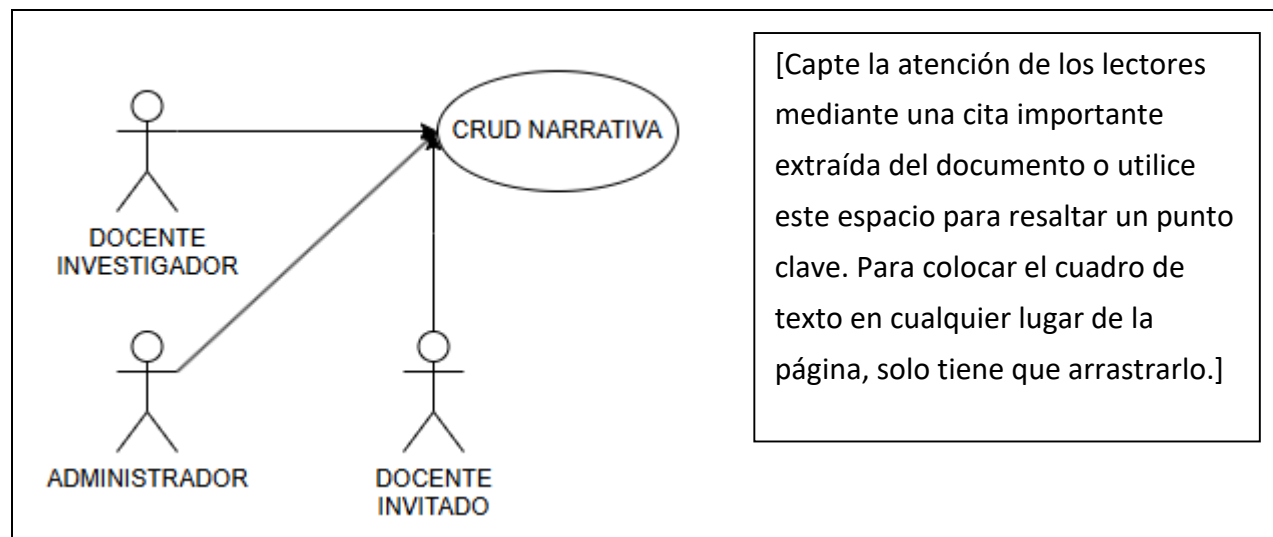 CRUD NARRATIVA
DOCENTE
INVESTIGADOR
ADMINISTRADOR
DOCENTE
INVITADO
[Capte la atención de los lectores
mediante una cita importante
extraída del documento o utilice
este espacio para resaltar un punto
clave. Para colocar el cuadro de
texto en cualquier lugar de la
página, solo tiene que arrastrarlo.]